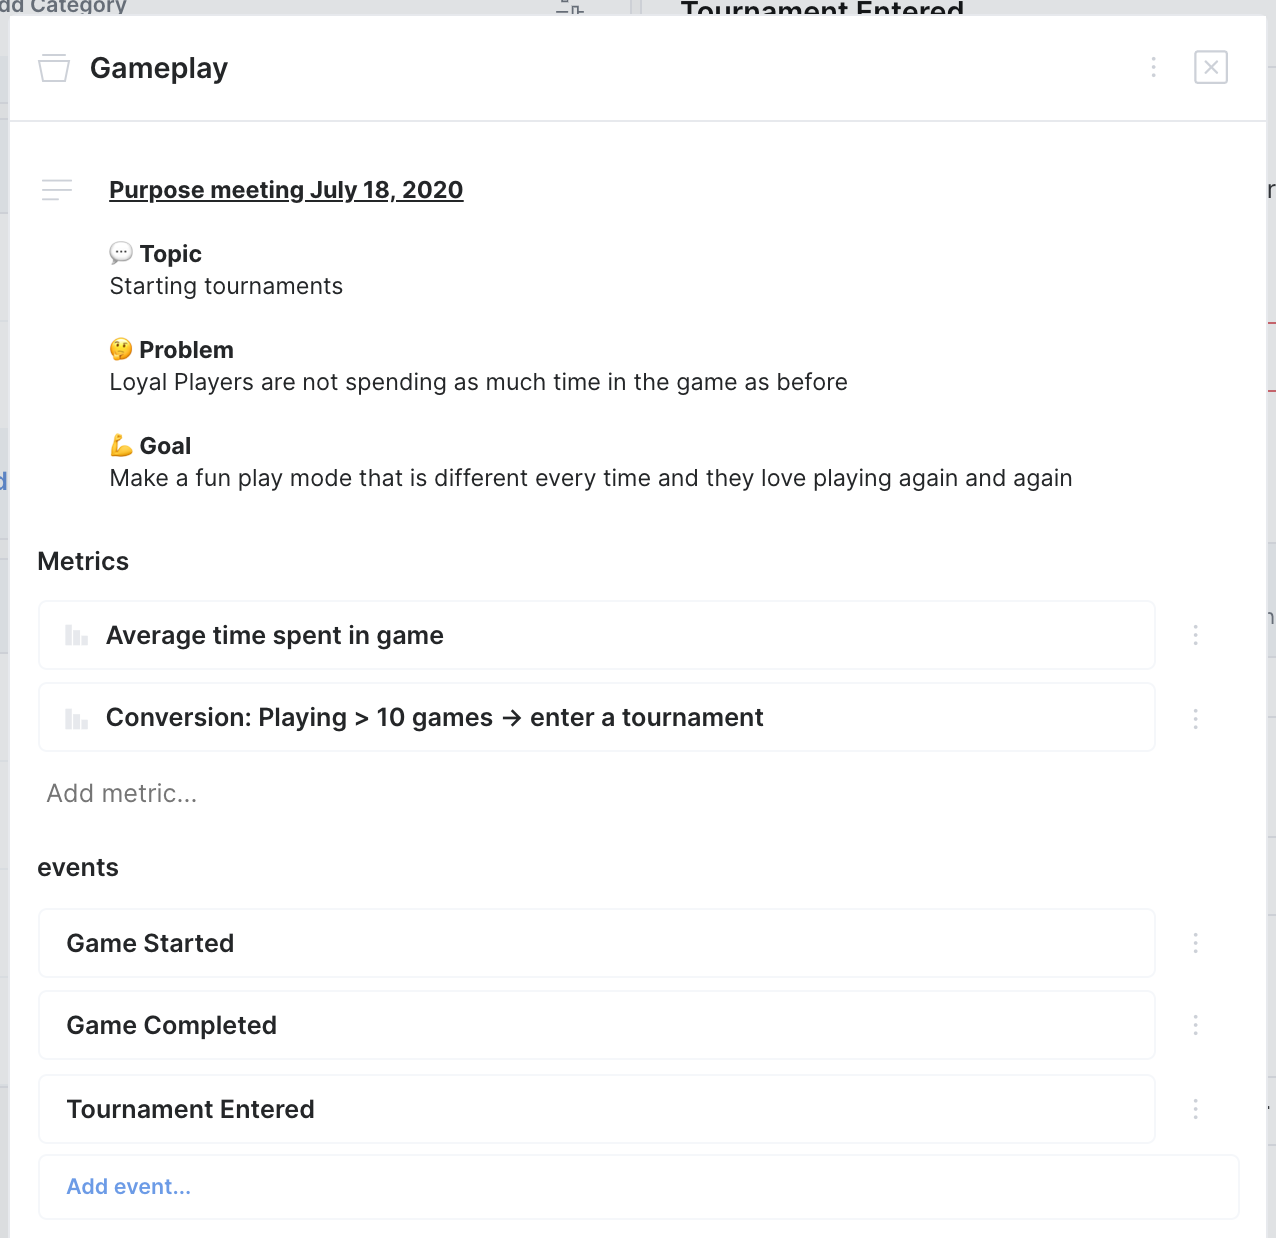 dd Category
Tournament Entered
Gameplay
Purpose meeting July 18, 2020
💬 Topic
Starting tournaments
🤔 Problem
Loyal Players are not spending as much time in the game as before
💪 Goal
Make a fun play mode that is different every time and they love playing again and again
Metrics
Average time spent in game
Conversion: Playing > 10 games → enter a tournament
Add metric...
events
Game Started
Game Completed
Tournament Entered
Add event...